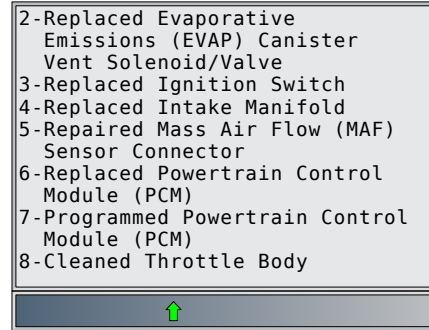 2-Replaced Evaporative
Emissions (EVAP) Canister
Vent Solenoid/Valve
3-Replaced Ignition Switch
4-Replaced Intake Manifold
5-Repaired Mass Air Flow (MAF)
Sensor Connector
6-Replaced Powertrain Control
Module (PCM)
7-Programmed Powertrain Control
Module (PCM)
8-Cleaned Throttle Body